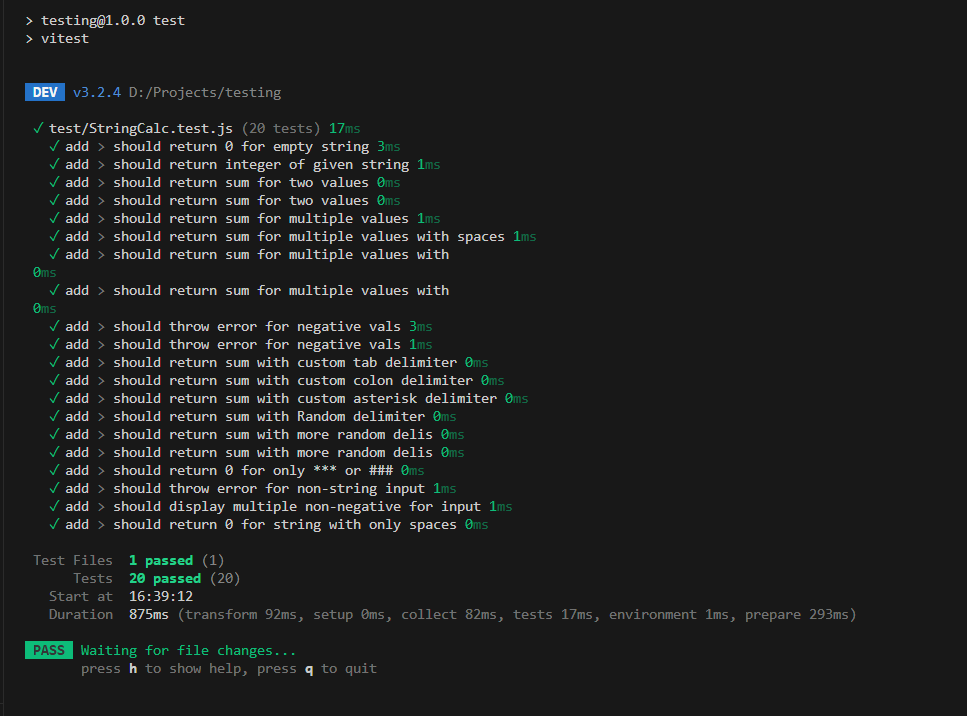 > testing@1.0.0 test
> vitest
DEV v3.2.4 D:/Projects/testing
✓ test/StringCalc.test.js (20 tests) 17ms
✓ add > should return 0 for empty string 3ms
✓ add > should return integer of given string 1ms
✓ add > should return sum for two values 0ms
✓ add > should return sum for two values 0ms
✓ add > should return sum for multiple values 1ms
✓ add > should return sum for multiple values with spaces 1ms
✓ add > should return sum for multiple values with
0ms
✓ add > should return sum for multiple values with
0ms
✓ add > should throw error for negative vals 3ms
✓ add > should throw error for negative vals 1ms
✓ add > should return sum with custom tab delimiter 0ms
✓ add > should return sum with custom colon delimiter 0ms
✓ add > should return sum with custom asterisk delimiter 0ms
✓ add > should return sum with Random delimiter 0ms
✓ add > should return sum with more random delis 0ms
✓ add > should return sum with more random delis 0ms
✓ add > should return 0 for only *** or ### 0ms
✓ add > should throw error for non-string input 1ms
✓ add > should display multiple non-negative for input 1ms
✓ add > should return 0 for string with only spaces 0ms
Test Files 1 passed (1)
Tests 20 passed (20)
Start at 16:39:12
Duration 875ms (transform 92ms, setup 0ms, collect 82ms, tests 17ms, environment 1ms, prepare 293ms)
PASS Waiting for file changes...
press h to show help, press q to quit